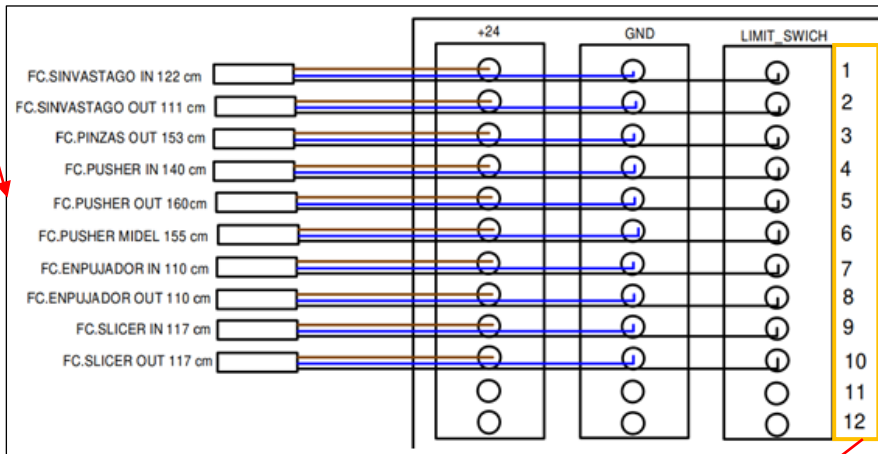 +24 GND LIMIT_SWICH
FC.SINVASTAGO IN 122 cm 1
FC.SINVASTAGO OUT 111 cm 2
FC.PINZAS OUT 153 cm 3
FC.PUSHER IN 140 cm 4
FC.PUSHER OUT 160cm 5
FC.PUSHER MIDEL 155 cm 6
FC.ENPUJADOR IN 110 cm 7
FC.ENPUJADOR OUT 110 cm 8
FC.SLICER IN 117 cm 9
FC.SLICER OUT 117 cm 10
11
12